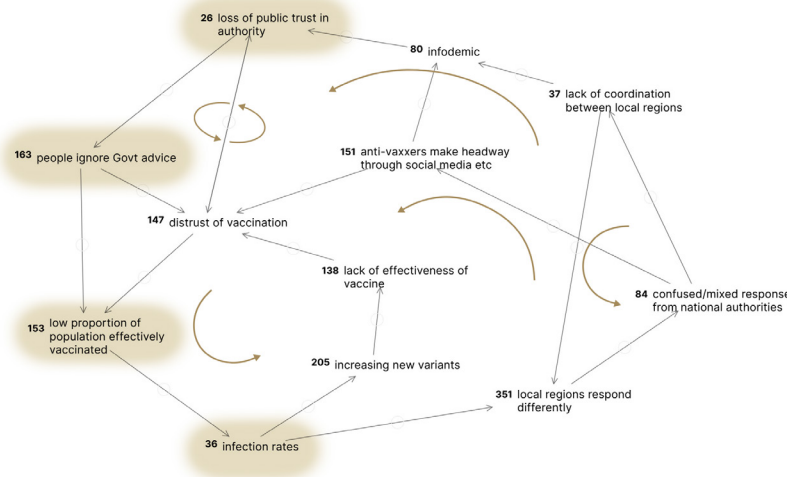 26 loss of public trust in
authority
80 infodemic
37 lack of coordination
between local regions
151 anti-vaxxers make headway
through social media etc
163 people ignore Govt advice
147 distrust of vaccination
138 lack of effectiveness of
vaccine
84 confused/mixed response
from national authorities
153 low proportion of
population effectively
vaccinated
205 increasing new variants
351 local regions respond
differently
36 infection rates